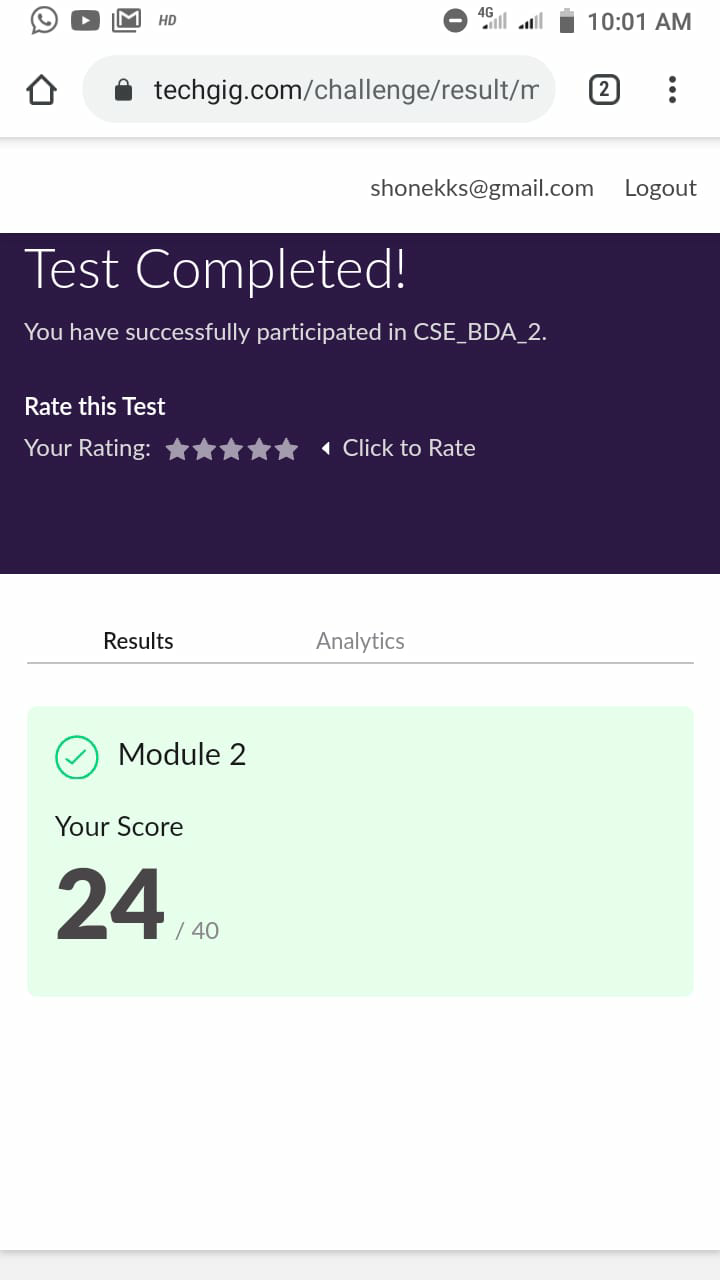 HD 4G 10:01 AM
techgig.com/challenge/result/m 2
shonekks@gmail.com Logout
Test Completed!
You have successfully participated in CSE_BDA_2.
Rate this Test
Your Rating: Click to Rate
Results Analytics
Module 2
Your Score
24 / 40